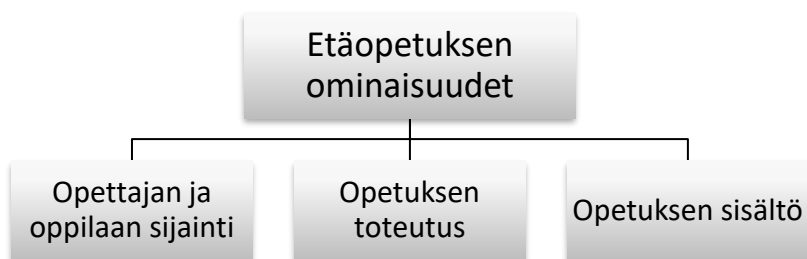 Etäopetuksen
ominaisuudet
Opettajan ja
oppilaan sijainti
Opetuksen
toteutus
Opetuksen sisältö